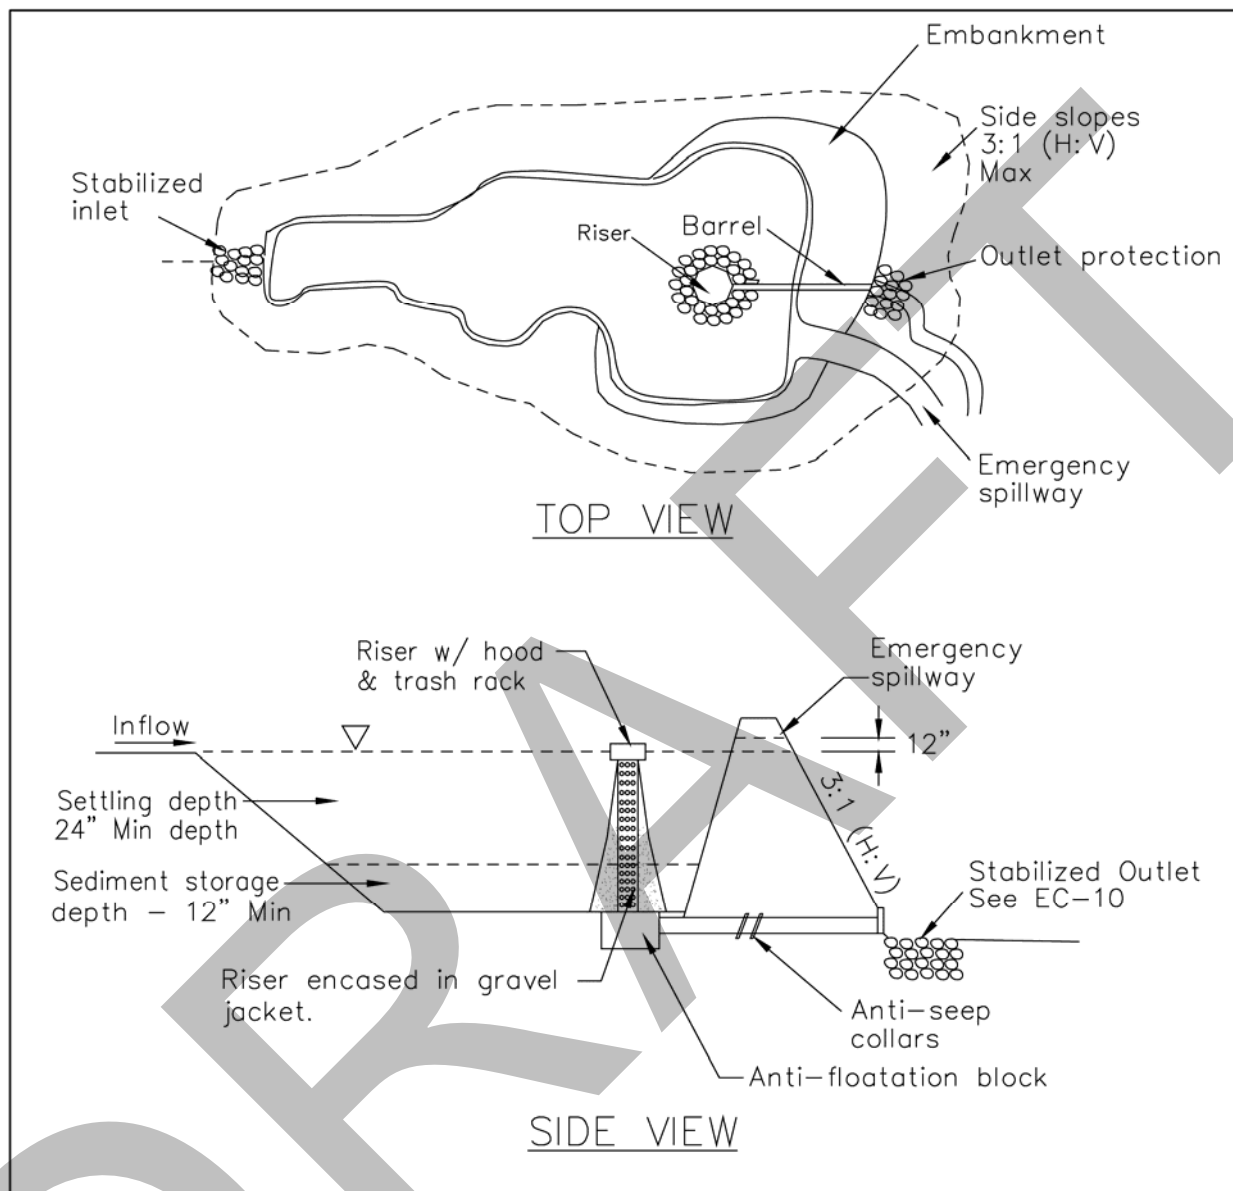 Embankment
Side slopes
3:1 (H:V)
Max
Stabilized
inlet
Riser
Barrel
Outlet protection
Emergency
spillway
TOP VIEW
Riser w/ hood
& trash rack
Emergency
spillway
Inflow
12"
3:1 (H:V)
Settling depth
24" Min depth
Sediment storage
depth - 12" Min
Stabilized Outlet
See EC-10
Riser encased in gravel
jacket.
Anti-seep
collars
Anti-floatation block
SIDE VIEW
DRAFT